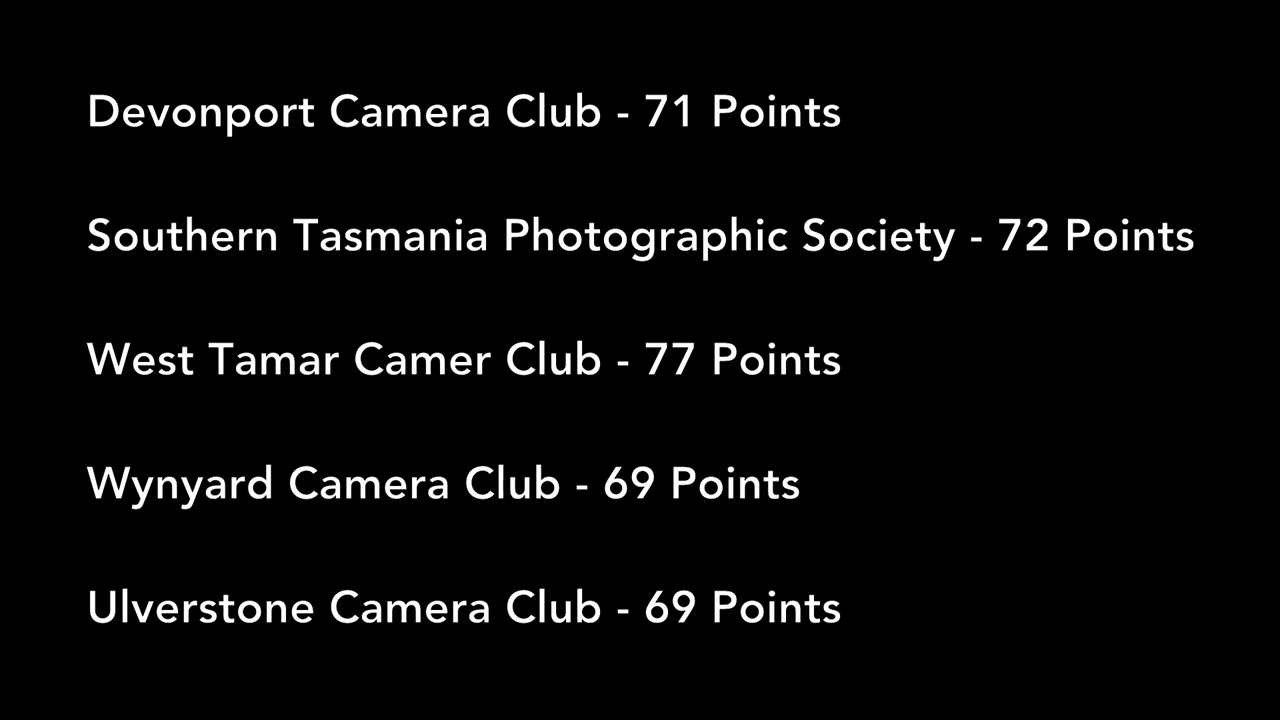 Devonport Camera Club - 71 Points
Southern Tasmania Photographic Society - 72 Points
West Tamar Camer Club - 77 Points
Wynyard Camera Club - 69 Points
Ulverstone Camera Club - 69 Points